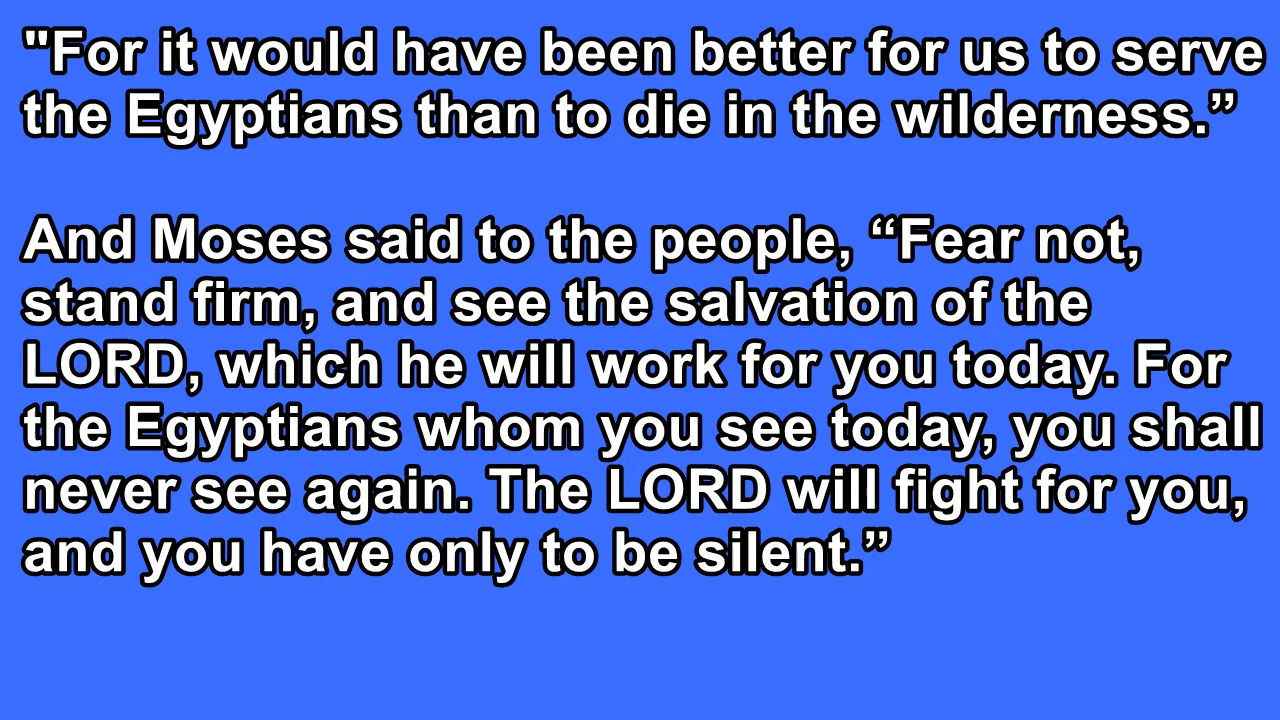 "For it would have been better for us to serve
the Egyptians than to die in the wilderness.”
And Moses said to the people, “Fear not,
stand firm, and see the salvation of the
LORD, which he will work for you today. For
the Egyptians whom you see today, you shall
never see again. The LORD will fight for you,
and you have only to be silent.”